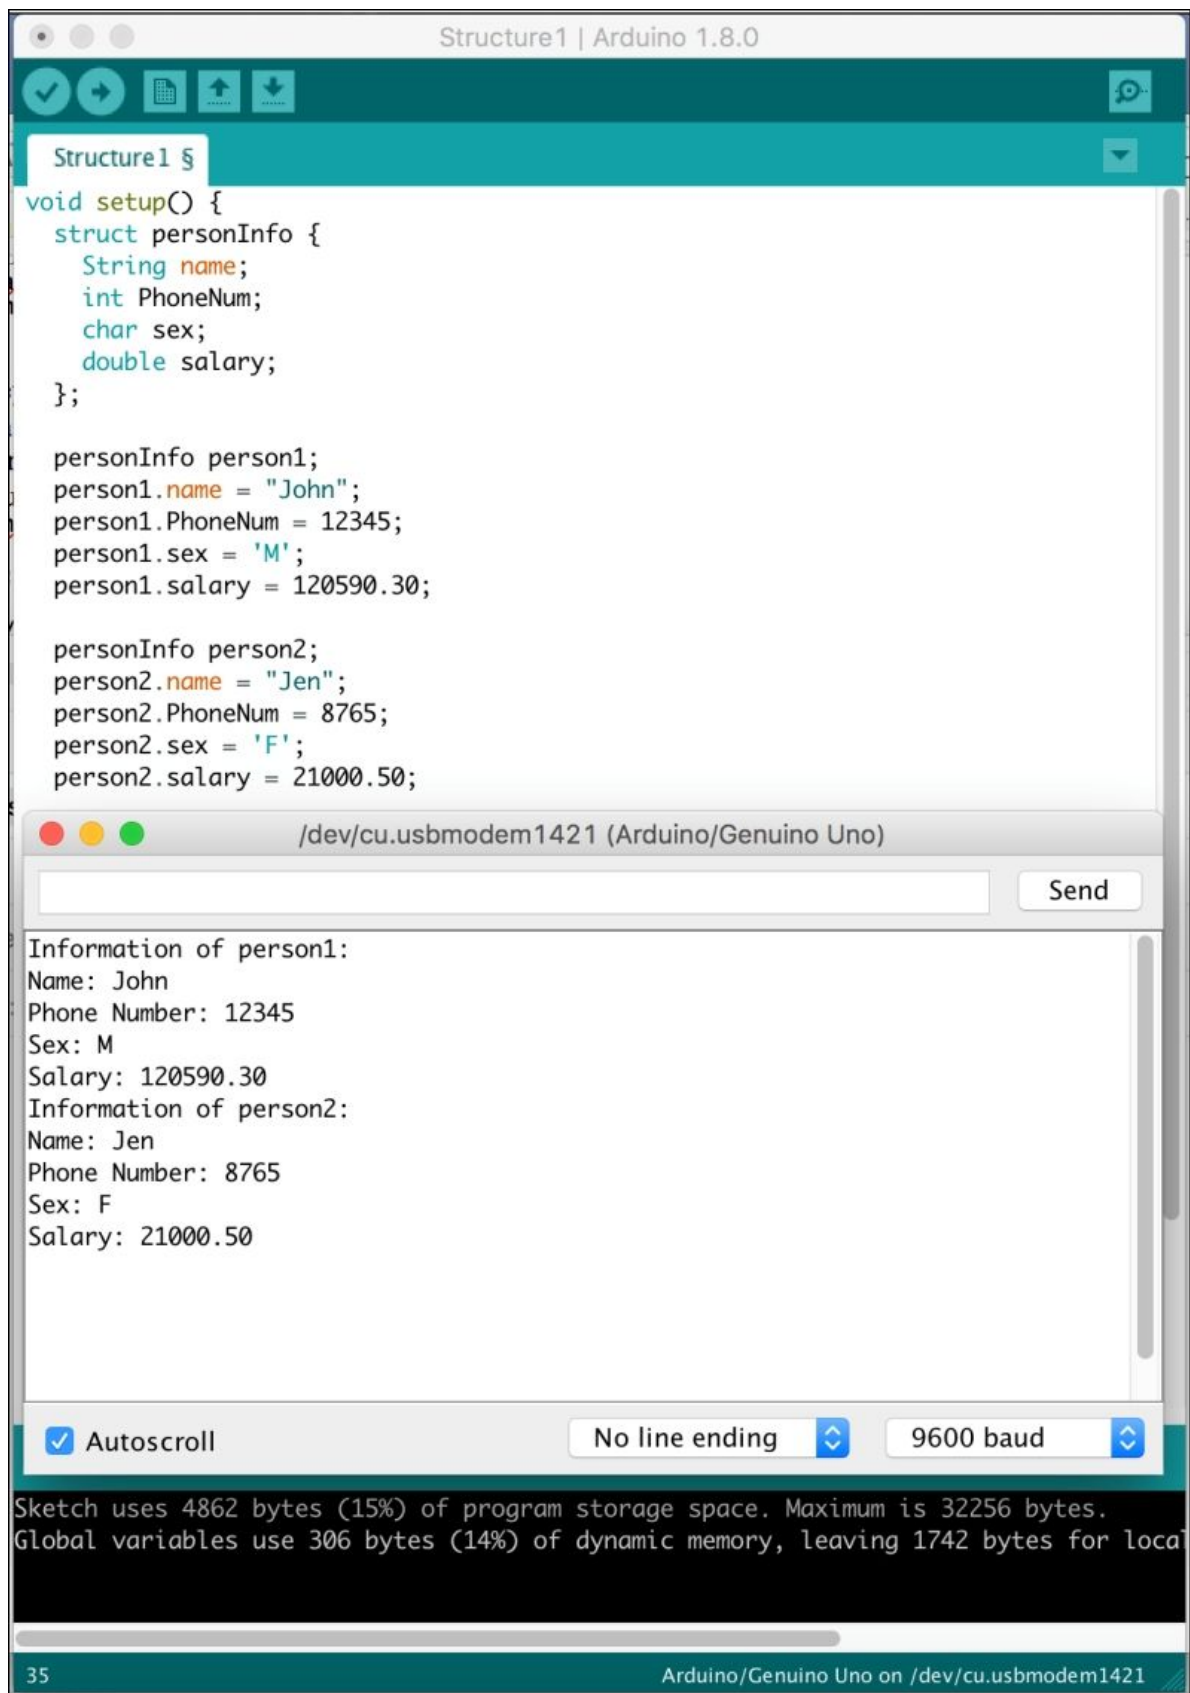 Structure1 | Arduino 1.8.0
Structure1 §
void setup() {
  struct personInfo {
    String name;
    int PhoneNum;
    char sex;
    double salary;
  };
  personInfo person1;
  person1.name = "John";
  person1.PhoneNum = 12345;
  person1.sex = 'M';
  person1.salary = 120590.30;
  personInfo person2;
  person2.name = "Jen";
  person2.PhoneNum = 8765;
  person2.sex = 'F';
  person2.salary = 21000.50;
/dev/cu.usbmodem1421 (Arduino/Genuino Uno)
Send
Information of person1:
Name: John
Phone Number: 12345
Sex: M
Salary: 120590.30
Information of person2:
Name: Jen
Phone Number: 8765
Sex: F
Salary: 21000.50
Autoscroll No line ending 9600 baud
Sketch uses 4862 bytes (15%) of program storage space. Maximum is 32256 bytes.
Global variables use 306 bytes (14%) of dynamic memory, leaving 1742 bytes for local
35 Arduino/Genuino Uno on /dev/cu.usbmodem1421